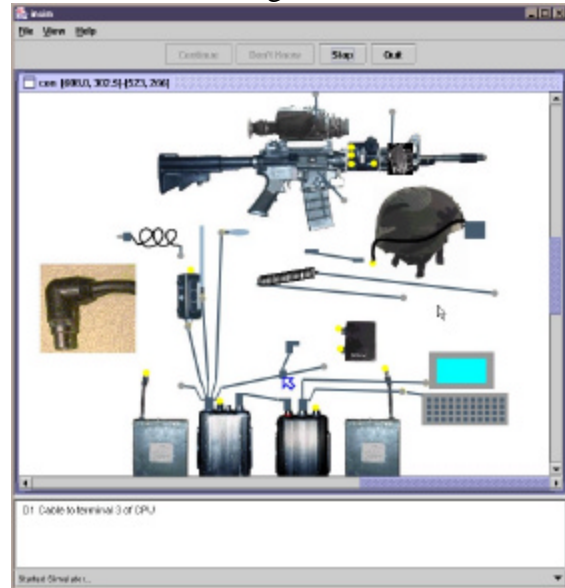 insim
File View Help
Continue Don't Know Stop Quit
D1 Cable to terminal 3 of CPU
Started Simulator...